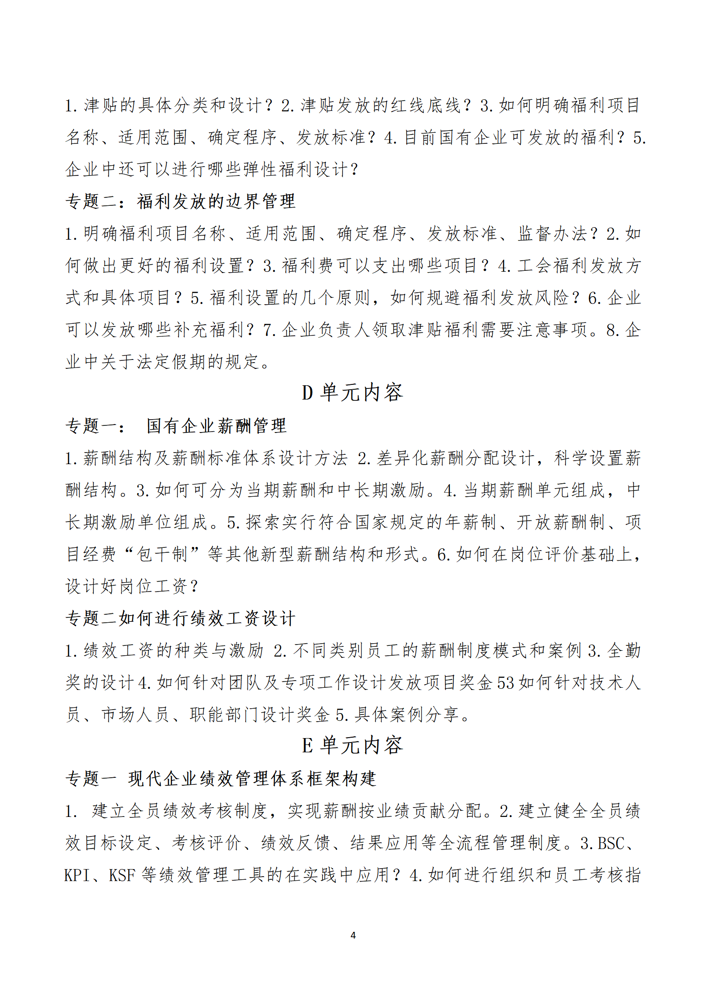 1. 津贴的具体分类和设计？2. 津贴发放的红线底线？3. 如何明确福利项目
名称、适用范围、确定程序、发放标准？4. 目前国有企业可发放的福利？5.
企业中还可以进行哪些弹性福利设计？
专题二：福利发放的边界管理
1. 明确福利项目名称、适用范围、确定程序、发放标准、监督办法？2. 如
何做出更好的福利设置？3. 福利费可以支出哪些项目？4. 工会福利发放方
式和具体项目？5. 福利设置的几个原则，如何规避福利发放风险？6. 企业
可以发放哪些补充福利？7. 企业负责人领取津贴福利需要注意事项。8. 企
业中关于法定假期的规定。
D 单元内容
专题一： 国有企业薪酬管理
1. 薪酬结构及薪酬标准体系设计方法 2. 差异化薪酬分配设计，科学设置薪
酬结构。3. 如何可分为当期薪酬和中长期激励。4. 当期薪酬单元组成，中
长期激励单位组成。5. 探索实行符合国家规定的年薪制、开放薪酬制、项
目经费“包干制”等其他新型薪酬结构和形式。6. 如何在岗位评价基础上，
设计好岗位工资？
专题二如何进行绩效工资设计
1. 绩效工资的种类与激励 2. 不同类别员工的薪酬制度模式和案例 3. 全勤
奖的设计 4. 如何针对团队及专项工作设计发放项目奖金 53 如何针对技术人
员、市场人员、职能部门设计奖金 5. 具体案例分享。
E 单元内容
专题一 现代企业绩效管理体系框架构建
1. 建立全员绩效考核制度，实现薪酬按业绩贡献分配。2. 建立健全全员绩
效目标设定、考核评价、绩效反馈、结果应用等全流程管理制度。3. BSC、
KPI、KSF 等绩效管理工具的在实践中应用？4. 如何进行组织和员工考核指
4